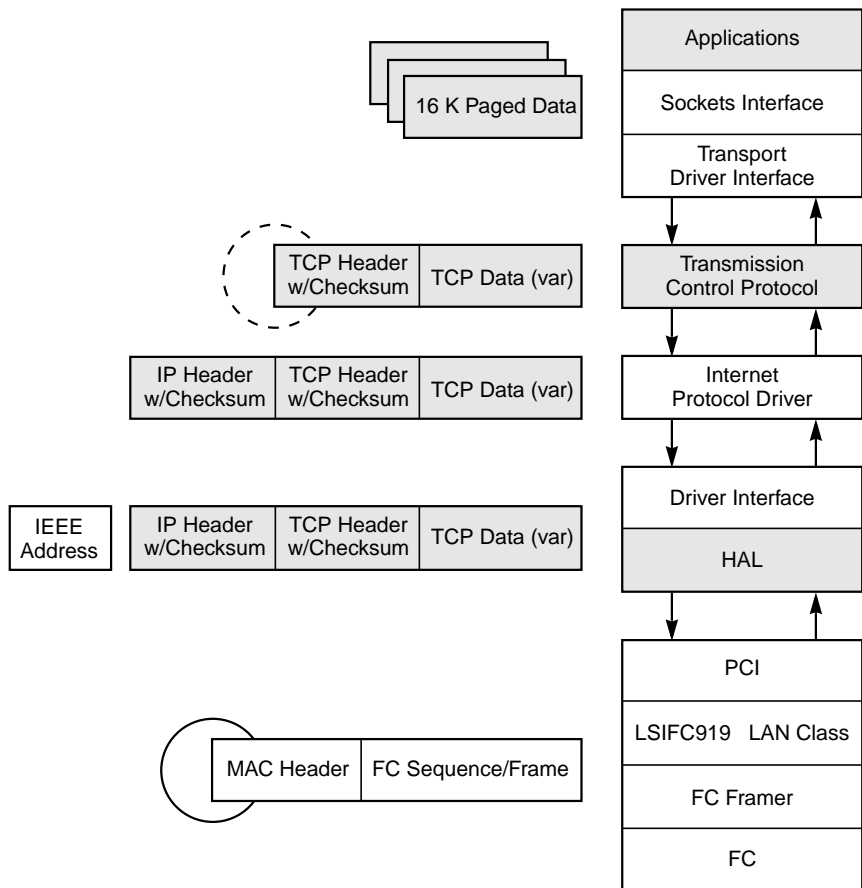 Applications
16 K Paged Data
Sockets Interface
Transport
Driver Interface
TCP Header
w/Checksum
TCP Data (var)
Transmission
Control Protocol
IP Header
w/Checksum
TCP Header
w/Checksum
TCP Data (var)
Internet
Protocol Driver
Driver Interface
IEEE
Address
IP Header
w/Checksum
TCP Header
w/Checksum
TCP Data (var)
HAL
PCI
LSIFC919 LAN Class
MAC Header
FC Sequence/Frame
FC Framer
FC